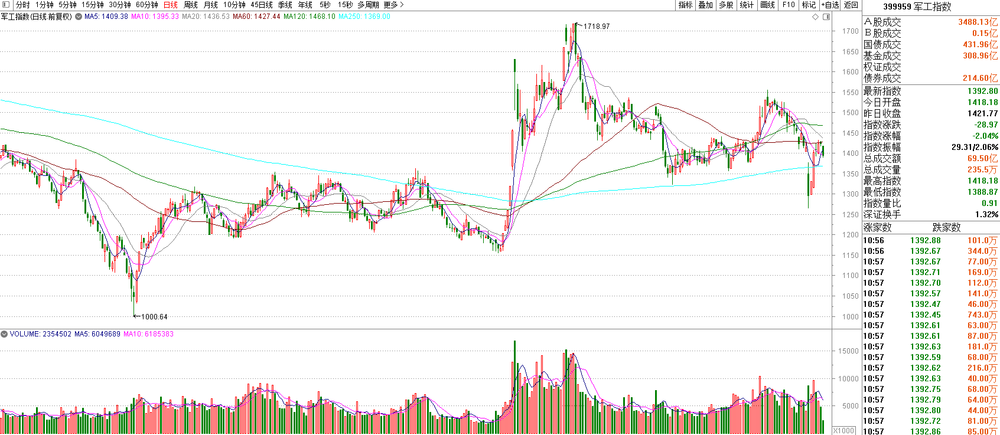 分时 1分钟 5分钟 15分钟 30分钟 60分钟 日线 周线 月线 10分钟 45日线 季线 年线 5秒 15秒 多周期 更多> 指标 叠加 多股 统计 画线 F10 标记 +自选 返回
军工指数(日线.前复权) MA5: 1409.38 MA10: 1395.33 MA20: 1436.53 MA60: 1427.44 MA120: 1468.10 MA250: 1369.00
1718.97
1700
1650
1600
1550
1500
1450
1400
1350
1300
1250
1200
1150
1100
1050
1000
1000.64
VOLUME: 2354502 MA5: 6049689 MA10: 6185383
15000
10000
5000
X1000
399959 军工指数
A股成交 3488.13亿
B股成交 0.15亿
国债成交 431.96亿
基金成交 308.96亿
权证成交
债券成交 214.60亿
最新指数 1392.80
今日开盘 1418.18
昨日收盘 1421.77
指数涨跌 -28.97
指数涨幅 -2.04%
指数振幅 29.31/2.06%
总成交额 69.50亿
总成交量 235.5万
最高指数 1418.18
最低指数 1388.87
指数量比 0.91
深证换手 1.32%
涨家数 跌家数
10:56 1392.88 101.0万
10:56 1392.67 344.0万
10:57 1392.67 77.00万
10:57 1392.71 169.0万
10:57 1392.70 112.0万
10:57 1392.57 141.0万
10:57 1392.47 46.00万
10:57 1392.45 743.0万
10:57 1392.61 63.00万
10:57 1392.61 87.00万
10:57 1392.63 181.0万
10:57 1392.59 68.00万
10:57 1392.62 216.0万
10:57 1392.63 40.00万
10:57 1392.75 68.00万
10:57 1392.79 64.00万
10:57 1392.80 44.00万
10:57 1392.72 81.00万
10:57 1392.86 85.00万